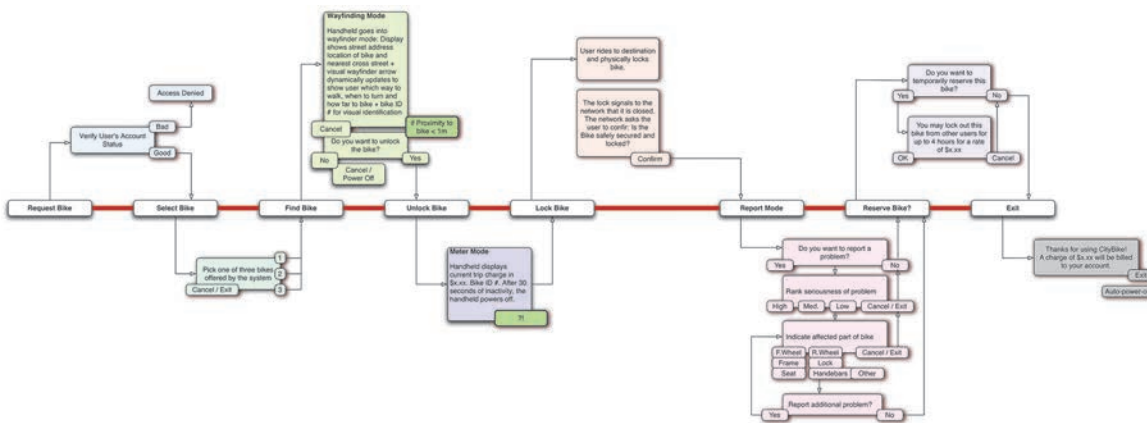 Request Bike
Verify User's Account
Status
Bad
Good
Access Denied
Select Bike
Pick one of three bikes
offered by the system
1
2
3
Cancel / Exit
Find Bike
Wayfinding Mode
Handheld goes into
wayfinder mode: Display
shows street address
location of bike and
nearest cross street +
visual wayfinder arrow
dynamically updates to
show user which way to
walk, when to turn and
how far to bike + bike ID
# for visual identification.
Cancel
if Proximity to
bike < 1m
Do you want to unlock
the bike?
No
Yes
Cancel /
Power Off
Unlock Bike
Meter Mode
Handheld displays
current trip charge in
$x.xx. Bike ID #. After 30
seconds of inactivity, the
handheld powers off.
?!
Lock Bike
User rides to destination
and physically locks
bike.
The lock signals to the
network that it is closed.
The network asks the
user to confir: Is the
Bike safely secured and
locked?
Confirm
Report Mode
Do you want to report a
problem?
Yes
No
Rank seriousness of problem
High
Med.
Low
Cancel / Exit
Indicate affected part of bike
F.Wheel
R.Wheel
Cancel / Exit
Frame
Lock
Seat
Handebars
Other
Report additional problem?
Yes
No
Reserve Bike?
Do you want to
temporarily reserve this
bike?
Yes
No
You may lock out this
bike from other users for
up to 4 hours for a rate
of $x.xx
OK
Cancel
Exit
Thanks for using CityBike!
A charge of $x.xx will be billed
to your account.
Exit
Auto-power-o